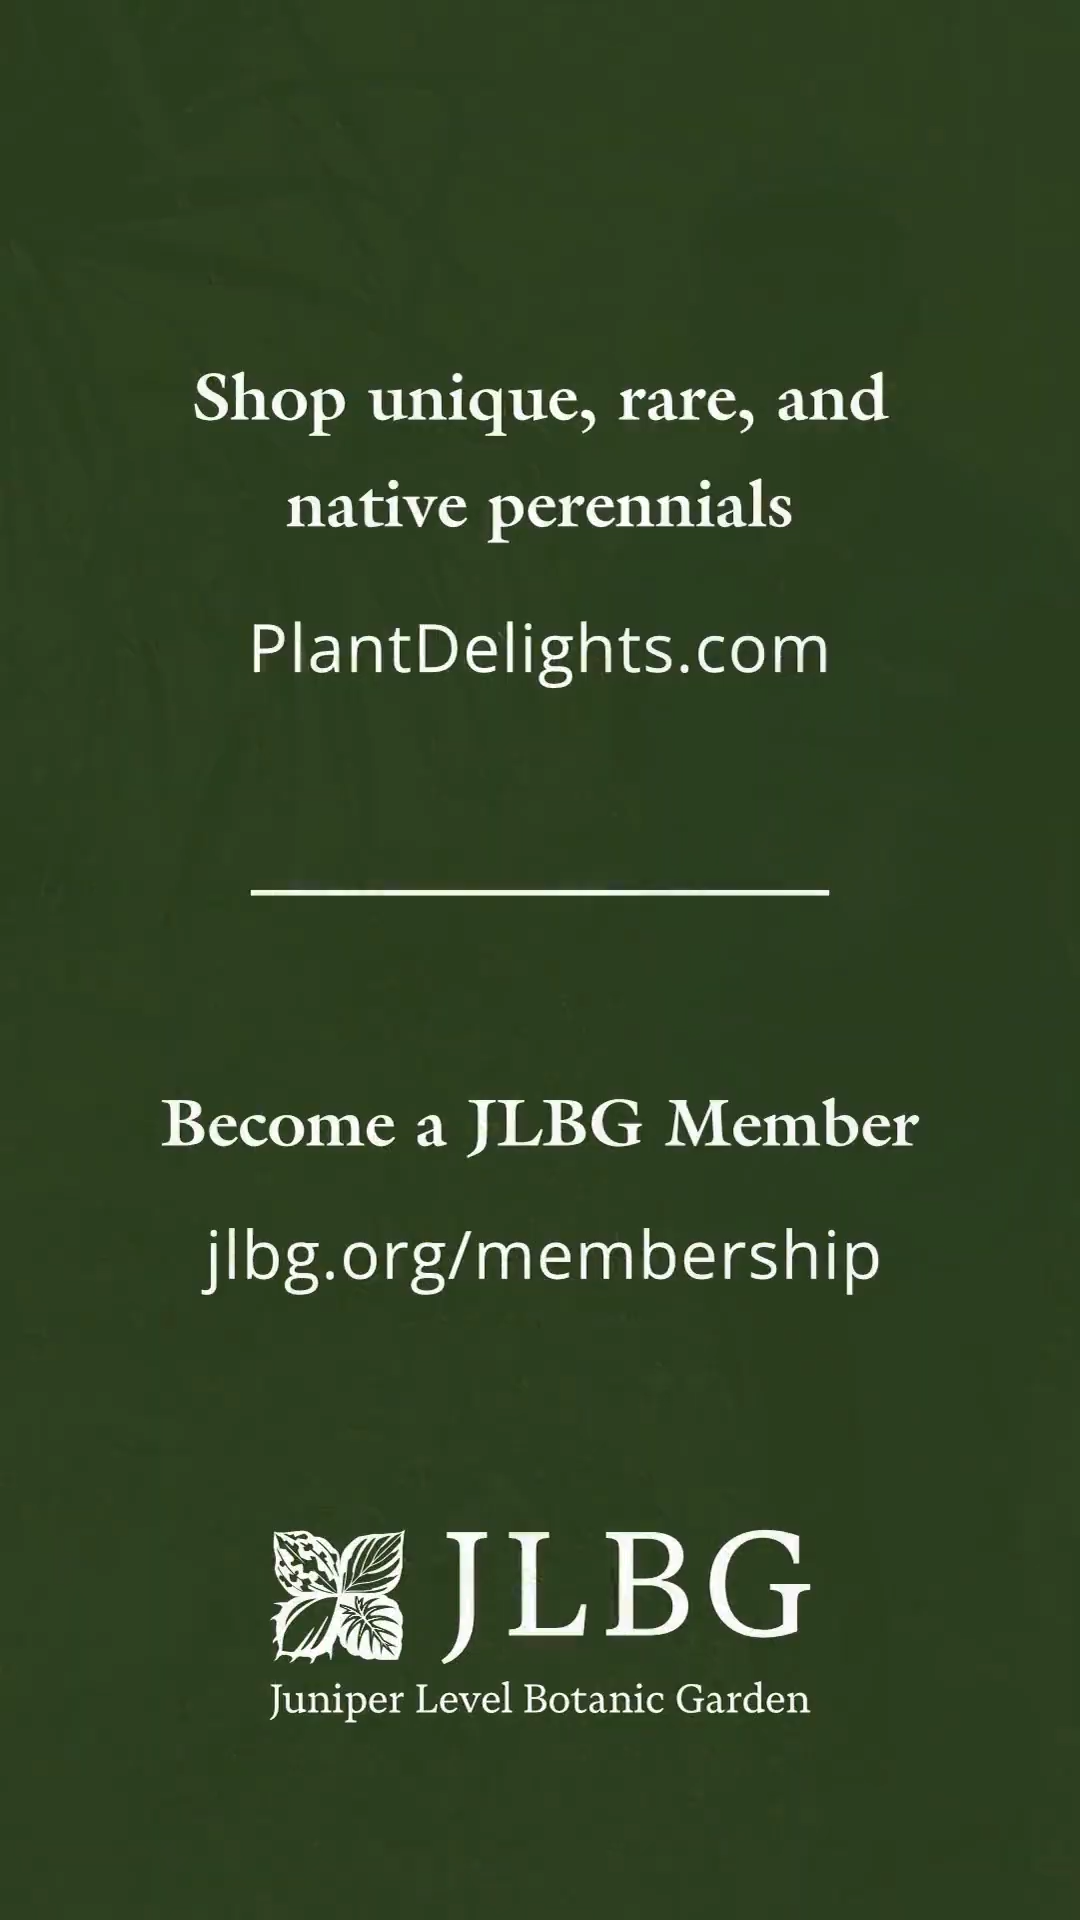 Shop unique, rare, and
native perennials
PlantDelights.com
Become a JLBG Member
jlbg.org/membership
JLBG
Juniper Level Botanic Garden